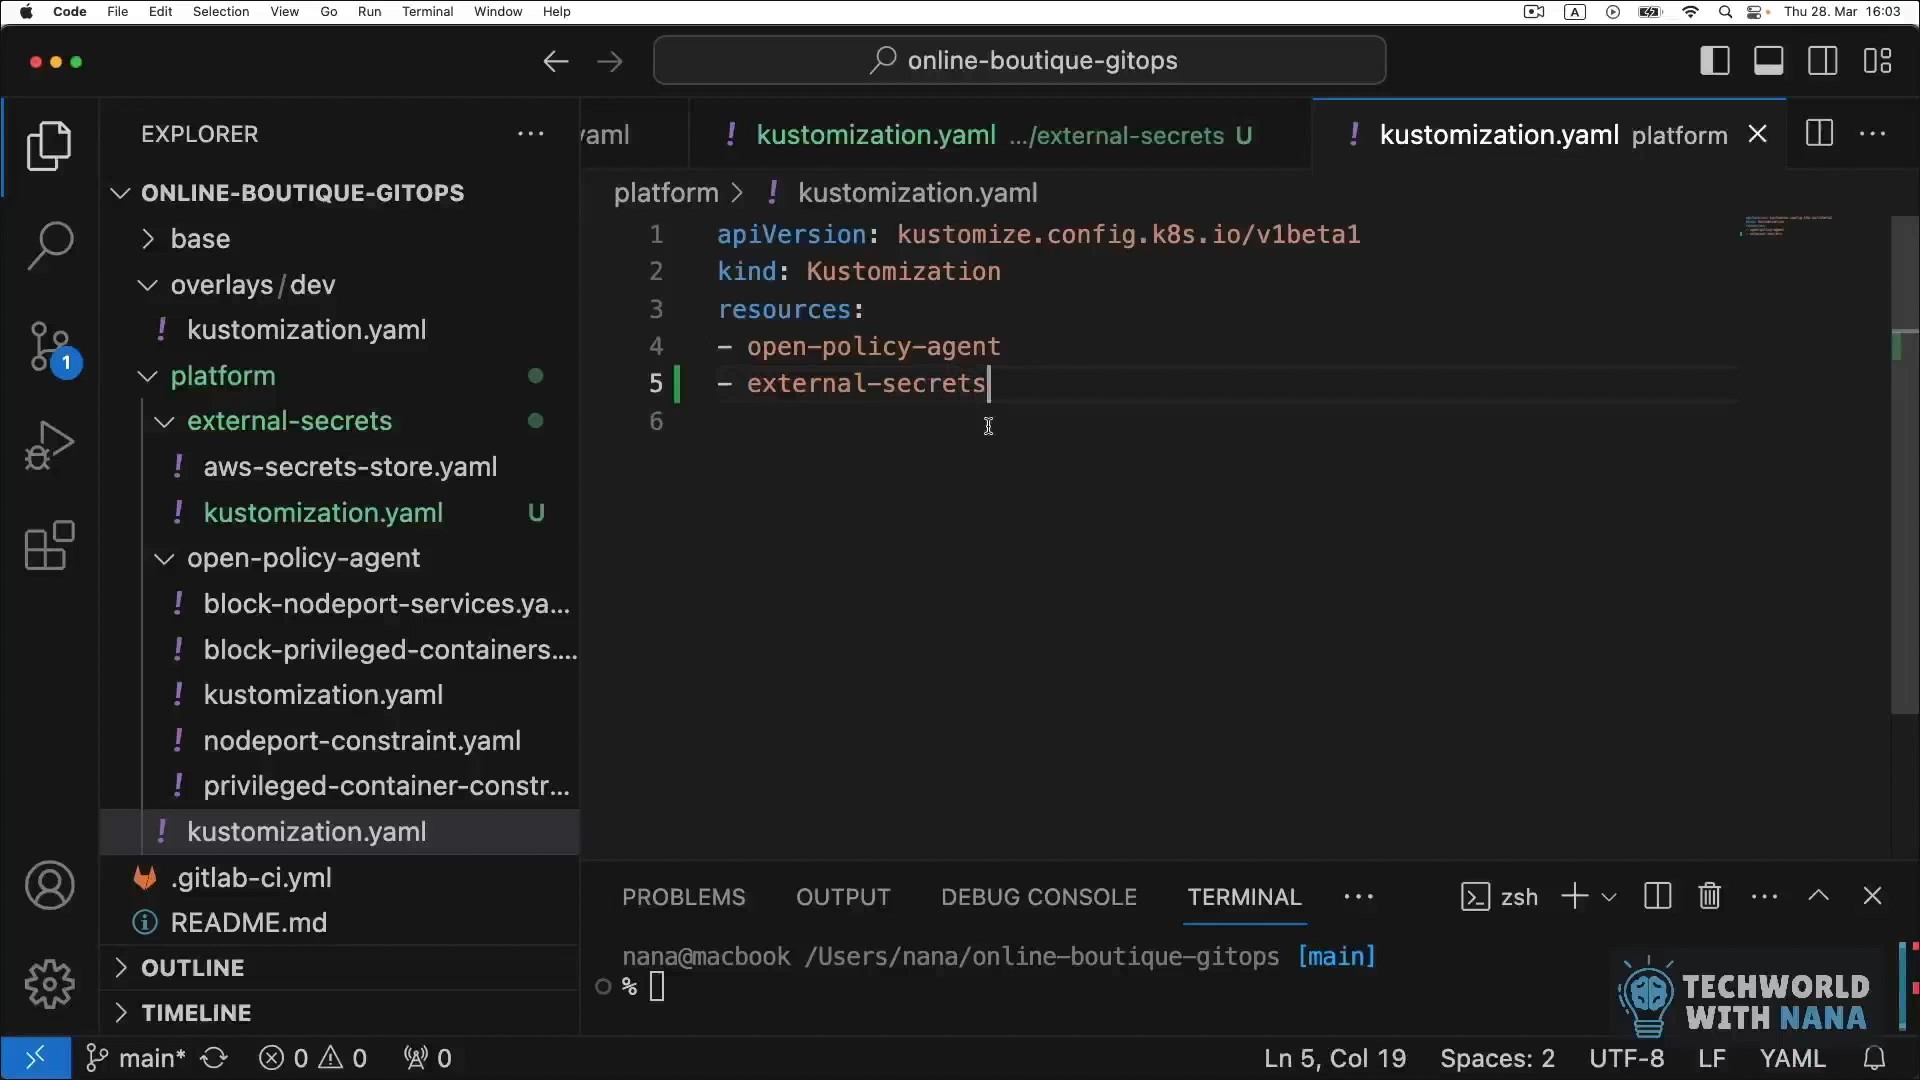 Code File Edit Selection View Go Run Terminal Window Help A Thu 28. Mar 16:03
online-boutique-gitops
EXPLORER ...
yaml ! kustomization.yaml .../external-secrets U ! kustomization.yaml platform
ONLINE-BOUTIQUE-GITOPS
base
overlays/dev
! kustomization.yaml
platform
external-secrets
! aws-secrets-store.yaml
! kustomization.yaml U
open-policy-agent
! block-nodeport-services.ya...
! block-privileged-containers....
! kustomization.yaml
! nodeport-constraint.yaml
! privileged-container-constr...
! kustomization.yaml
.gitlab-ci.yml
README.md
OUTLINE
TIMELINE
1
platform > ! kustomization.yaml
1 apiVersion: kustomize.config.k8s.io/v1beta1
2 kind: Kustomization
3 resources:
4 - open-policy-agent
5 - external-secrets
6
PROBLEMS OUTPUT DEBUG CONSOLE TERMINAL ... zsh
nana@macbook /Users/nana/online-boutique-gitops [main]
%
TECHWORLD
WITH NANA
main* 0 0 0 Ln 5, Col 19 Spaces: 2 UTF-8 LF YAML